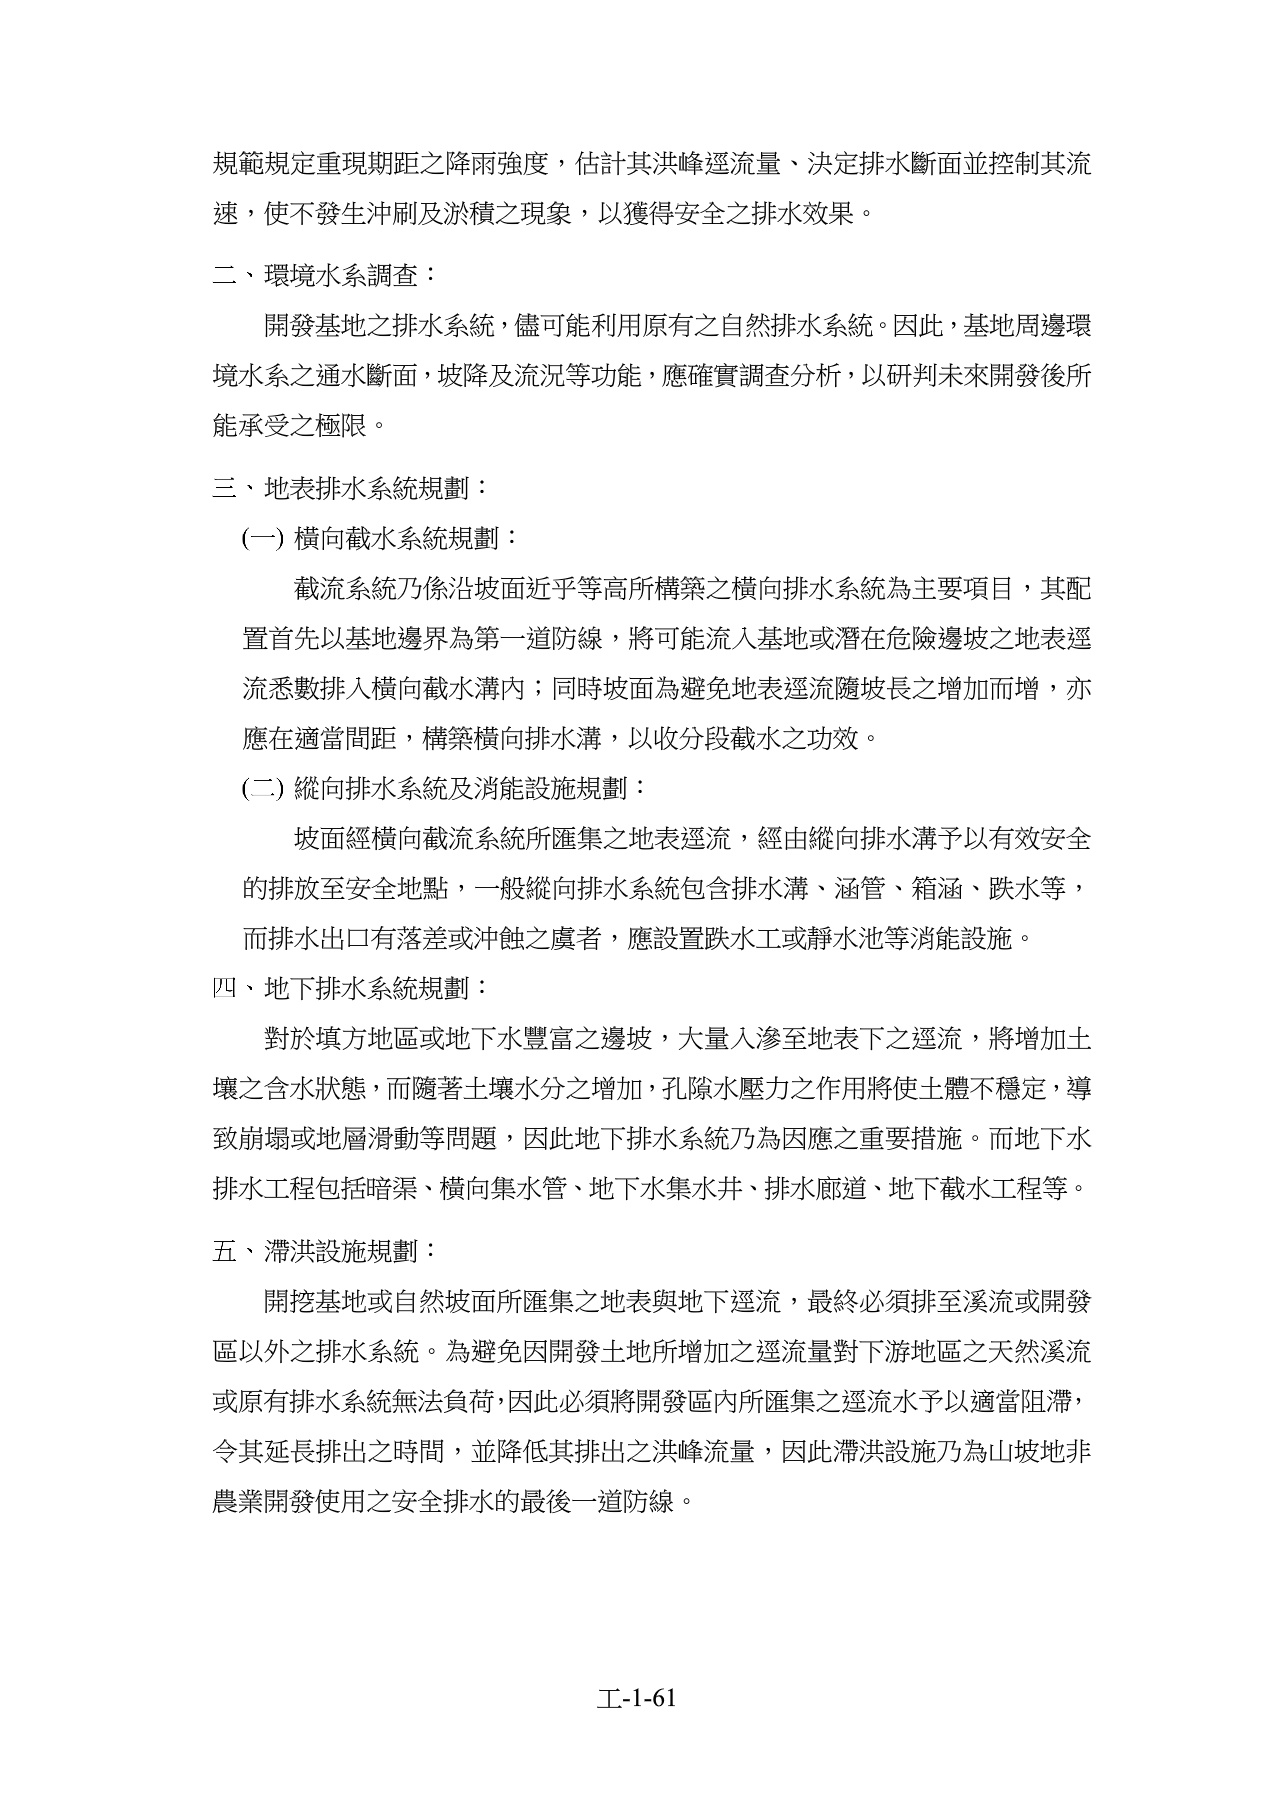 規範規定重現期距之降雨強度，估計其洪峰逕流量、決定排水斷面並控制其流
速，使不發生沖刷及淤積之現象，以獲得安全之排水效果。
二、環境水系調查：
開發基地之排水系統，儘可能利用原有之自然排水系統。因此，基地周邊環
境水系之通水斷面，坡降及流況等功能，應確實調查分析，以研判未來開發後所
能承受之極限。
三、地表排水系統規劃：
(一) 橫向截水系統規劃：
截流系統乃係沿坡面近乎等高所構築之橫向排水系統為主要項目，其配
置首先以基地邊界為第一道防線，將可能流入基地或潛在危險邊坡之地表逕
流悉數排入橫向截水溝內；同時坡面為避免地表逕流隨坡長之增加而增，亦
應在適當間距，構築橫向排水溝，以收分段截水之功效。
(二) 縱向排水系統及消能設施規劃：
坡面經橫向截流系統所匯集之地表逕流，經由縱向排水溝予以有效安全
的排放至安全地點，一般縱向排水系統包含排水溝、涵管、箱涵、跌水等，
而排水出口有落差或沖蝕之虞者，應設置跌水工或靜水池等消能設施。
四、地下排水系統規劃：
對於填方地區或地下水豐富之邊坡，大量入滲至地表下之逕流，將增加土
壤之含水狀態，而隨著土壤水分之增加，孔隙水壓力之作用將使土體不穩定，導
致崩塌或地層滑動等問題，因此地下排水系統乃為因應之重要措施。而地下水
排水工程包括暗渠、橫向集水管、地下水集水井、排水廊道、地下截水工程等。
五、滯洪設施規劃：
開挖基地或自然坡面所匯集之地表與地下逕流，最終必須排至溪流或開發
區以外之排水系統。為避免因開發土地所增加之逕流量對下游地區之天然溪流
或原有排水系統無法負荷，因此必須將開發區內所匯集之逕流水予以適當阻滯，
令其延長排出之時間，並降低其排出之洪峰流量，因此滯洪設施乃為山坡地非
農業開發使用之安全排水的最後一道防線。
工-1-61